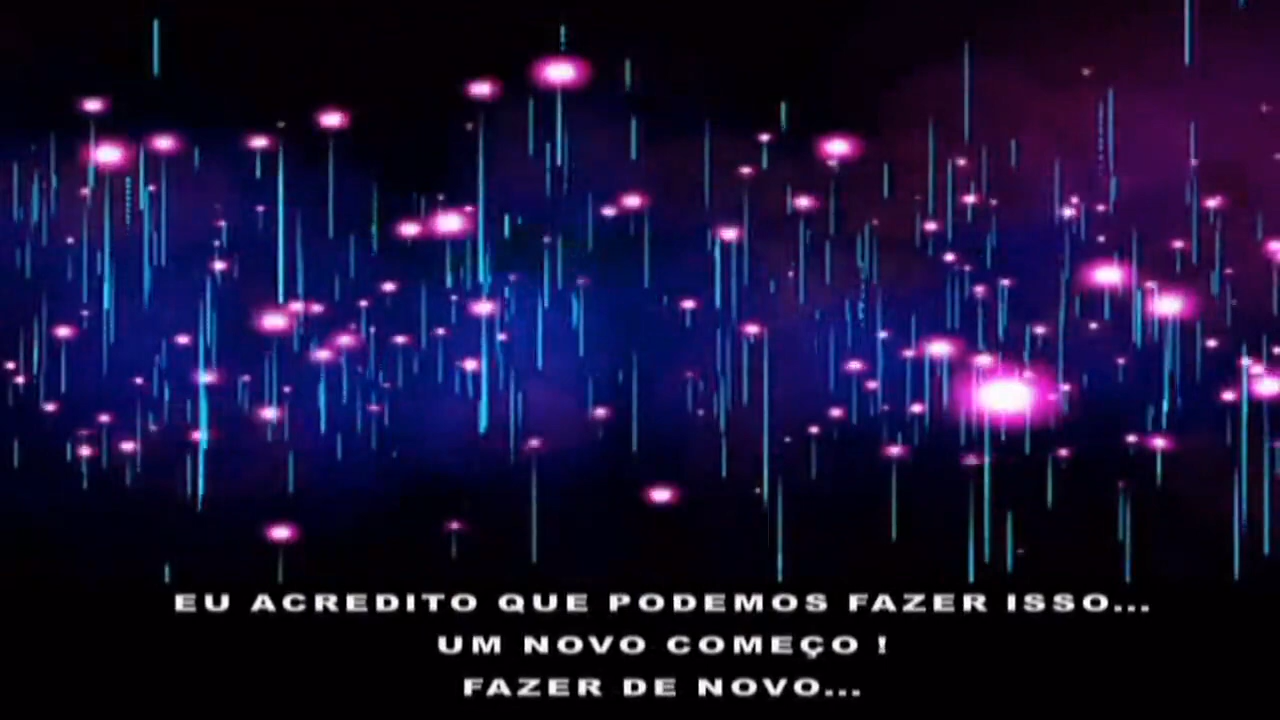 EU ACREDITO QUE PODEMOS FAZER ISSO...
UM NOVO COMEÇO !
FAZER DE NOVO...